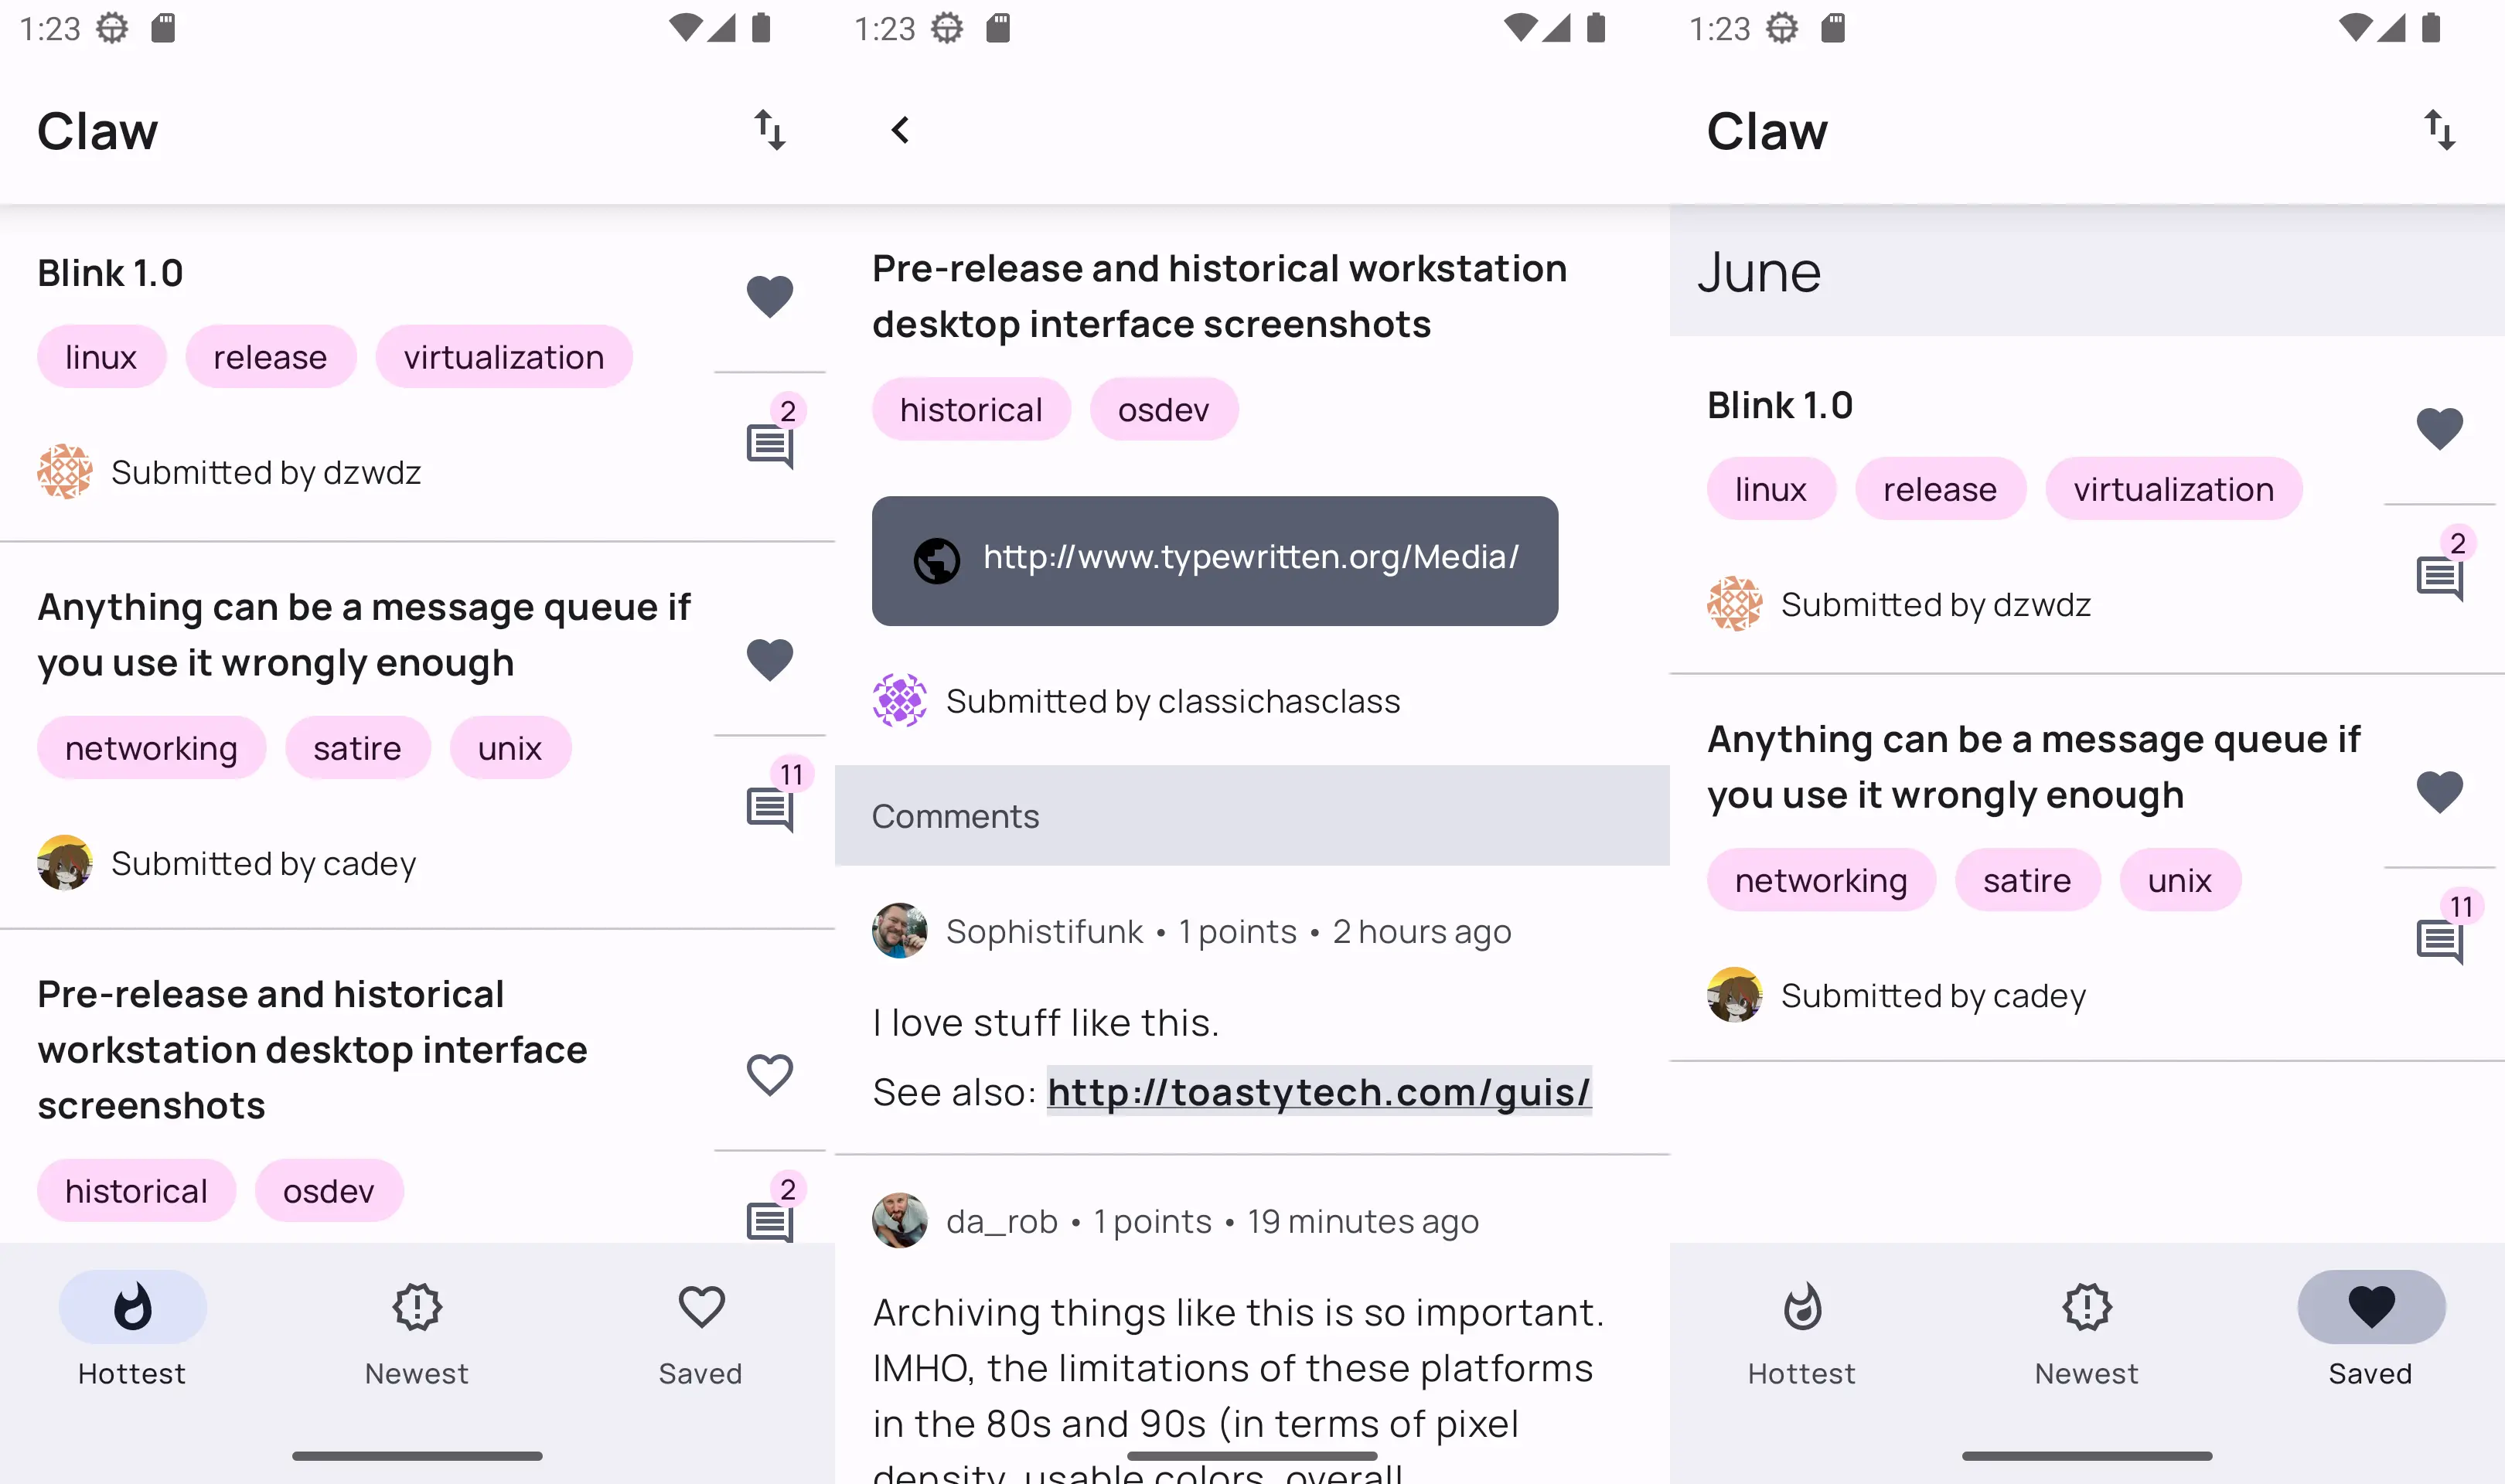 1:23
Claw
Blink 1.0
linux release virtualization
2
Submitted by dzwdz
Anything can be a message queue if
you use it wrongly enough
networking satire unix
11
Submitted by cadey
Pre-release and historical
workstation desktop interface
screenshots
historical osdev
2
Hottest Newest Saved
1:23
Pre-release and historical workstation
desktop interface screenshots
historical osdev
http://www.typewritten.org/Media/
Submitted by classichasclass
Comments
Sophistifunk • 1 points • 2 hours ago
I love stuff like this.
See also: http://toastytech.com/guis/
da_rob • 1 points • 19 minutes ago
Archiving things like this is so important.
IMHO, the limitations of these platforms
in the 80s and 90s (in terms of pixel
density, usable colors, overall
1:23
Claw
June
Blink 1.0
linux release virtualization
2
Submitted by dzwdz
Anything can be a message queue if
you use it wrongly enough
networking satire unix
11
Submitted by cadey
Hottest Newest Saved